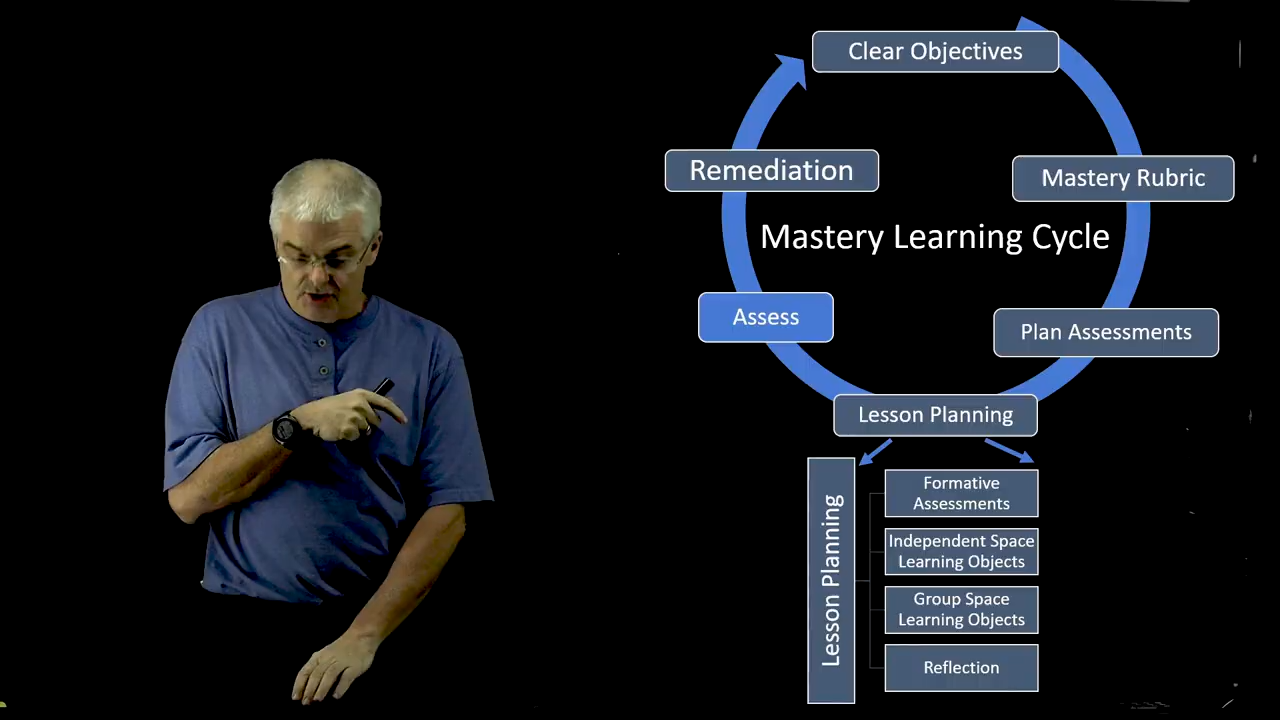 Clear Objectives
Remediation
Mastery Rubric
Mastery Learning Cycle
Assess
Plan Assessments
Lesson Planning
Lesson Planning
Formative
Assessments
Independent Space
Learning Objects
Group Space
Learning Objects
Reflection